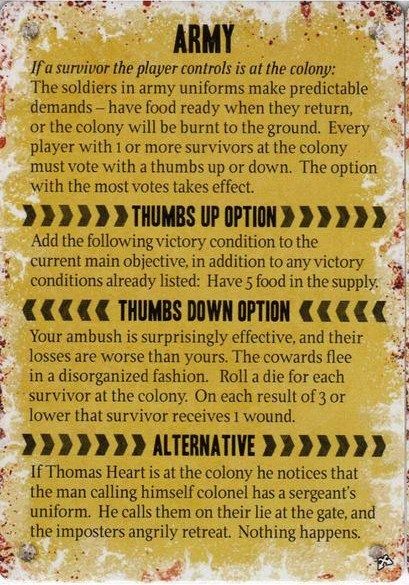 ARMY
If a survivor the player controls is at the colony:
The soldiers in army uniforms make predictable
demands – have food ready when they return,
or the colony will be burnt to the ground. Every
player with 1 or more survivors at the colony
must vote with a thumbs up or down. The option
with the most votes takes effect.
THUMBS UP OPTION
Add the following victory condition to the
current main objective, in addition to any victory
conditions already listed: Have 5 food in the supply.
THUMBS DOWN OPTION
Your ambush is surprisingly effective, and their
losses are worse than yours. The cowards flee
in a disorganized fashion. Roll a die for each
survivor at the colony. On each result of 3 or
lower that survivor receives 1 wound.
ALTERNATIVE
If Thomas Heart is at the colony he notices that
the man calling himself colonel has a sergeant's
uniform. He calls them on their lie at the gate, and
the imposters angrily retreat. Nothing happens.